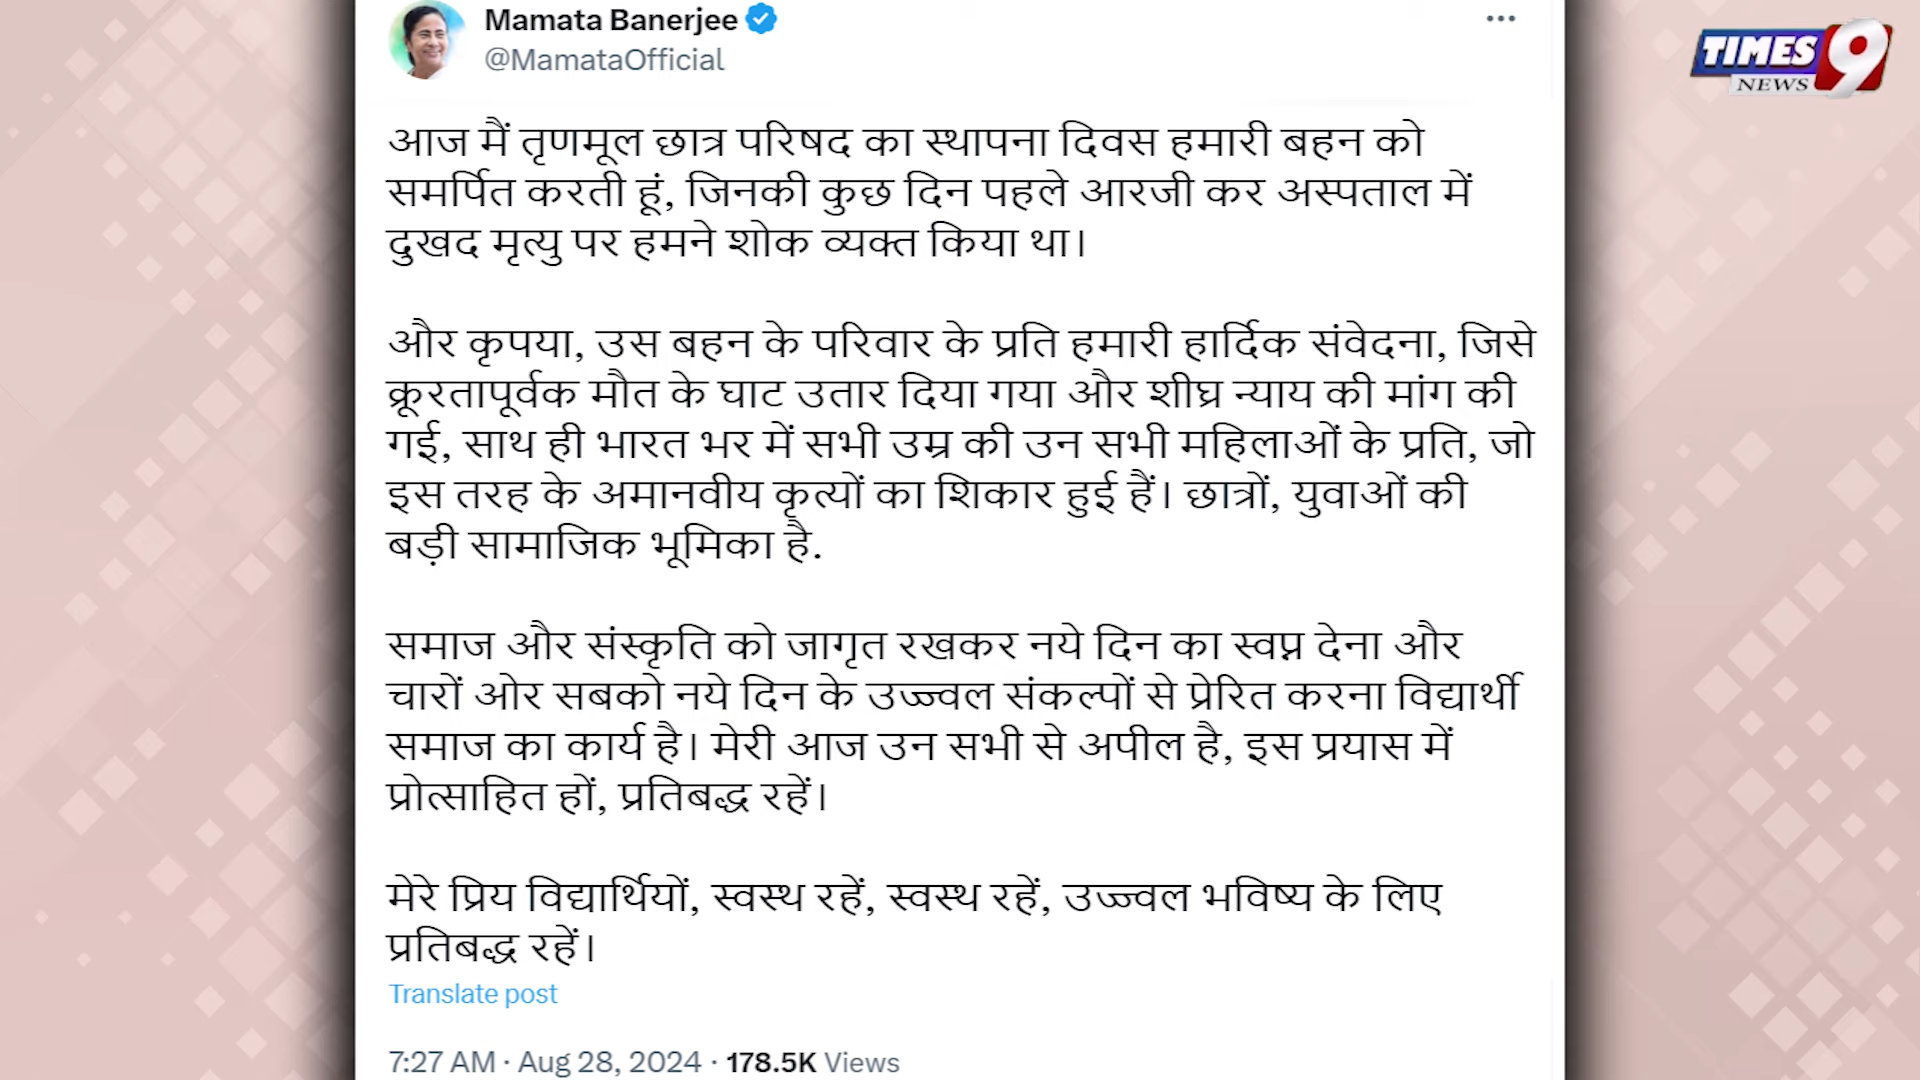 Mamata Banerjee
@MamataOfficial
TIMES 9
NEWS
आज मैं तृणमूल छात्र परिषद का स्थापना दिवस हमारी बहन को
समर्पित करती हूं, जिनकी कुछ दिन पहले आरजी कर अस्पताल में
दुखद मृत्यु पर हमने शोक व्यक्त किया था।
और कृपया, उस बहन के परिवार के प्रति हमारी हार्दिक संवेदना, जिसे
क्रूरतापूर्वक मौत के घाट उतार दिया गया और शीघ्र न्याय की मांग की
गई, साथ ही भारत भर में सभी उम्र की उन सभी महिलाओं के प्रति, जो
इस तरह के अमानवीय कृत्यों का शिकार हुई हैं। छात्रों, युवाओं की
बड़ी सामाजिक भूमिका है.
समाज और संस्कृति को जागृत रखकर नये दिन का स्वप्न देना और
चारों ओर सबको नये दिन के उज्ज्वल संकल्पों से प्रेरित करना विद्यार्थी
समाज का कार्य है। मेरी आज उन सभी से अपील है, इस प्रयास में
प्रोत्साहित हों, प्रतिबद्ध रहें।
मेरे प्रिय विद्यार्थियों, स्वस्थ रहें, स्वस्थ रहें, उज्ज्वल भविष्य के लिए
प्रतिबद्ध रहें।
Translate post
7:27 AM · Aug 28, 2024 · 178.5K Views